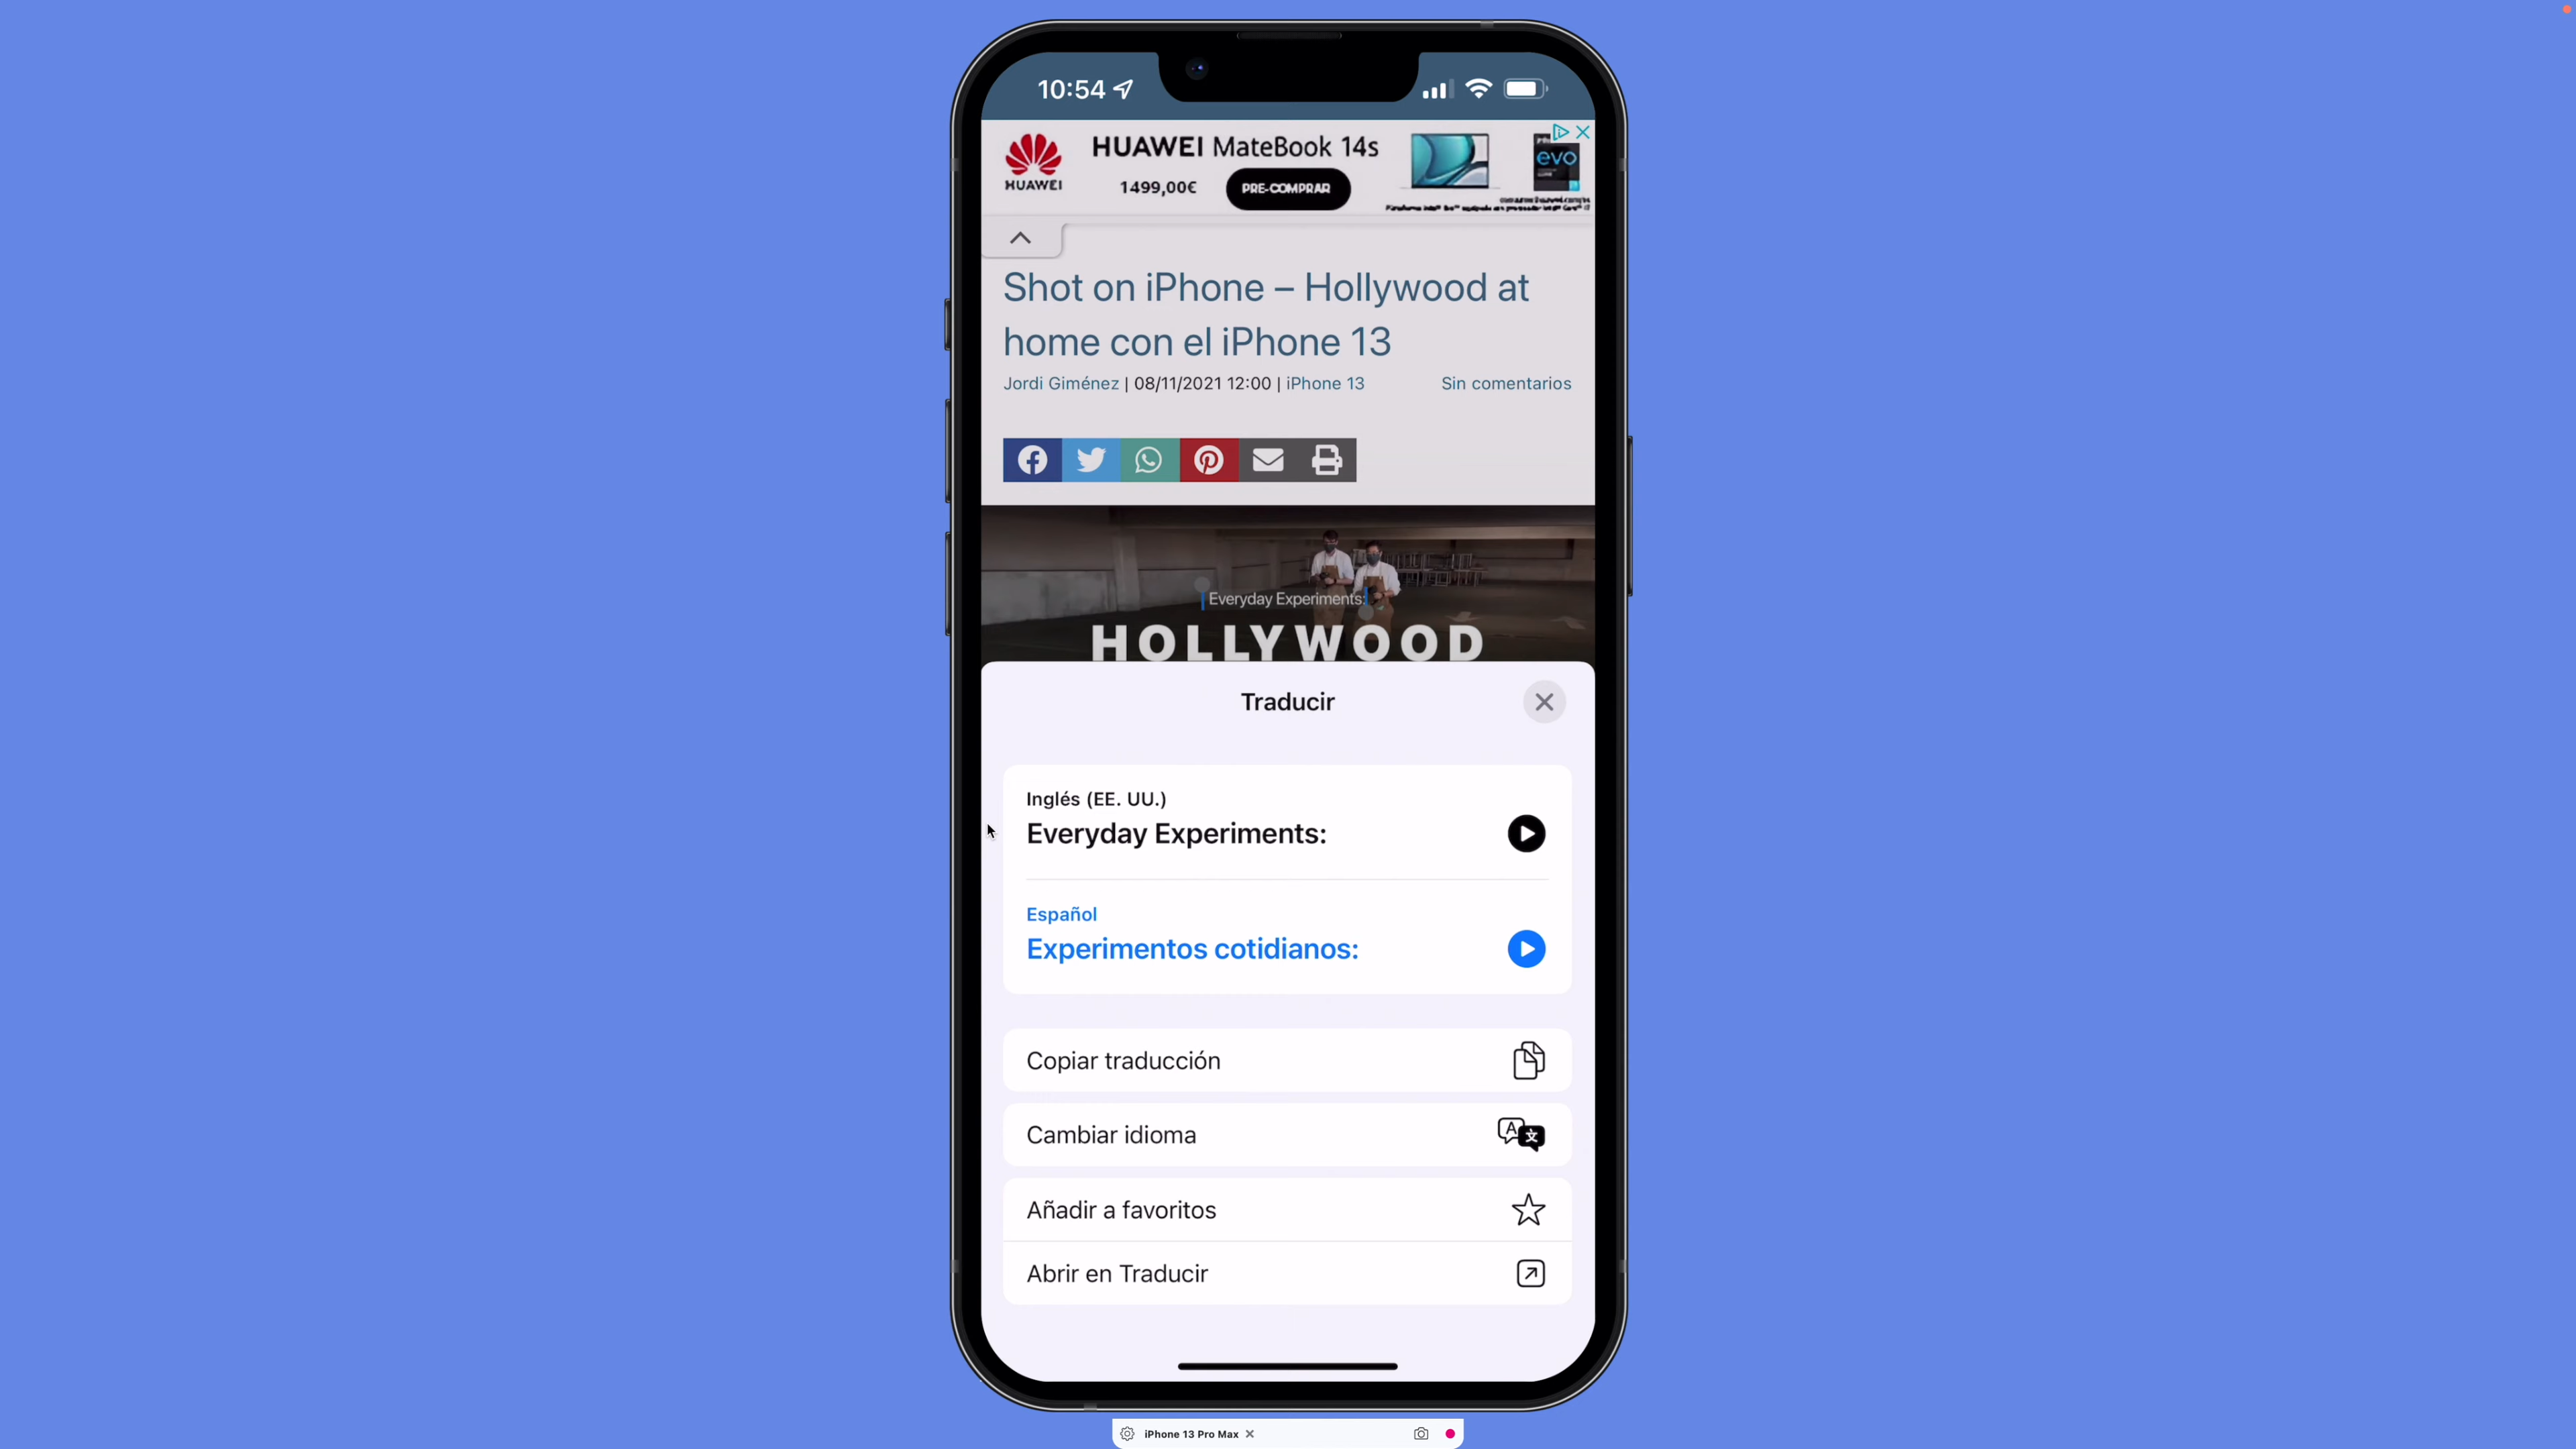 10:54
HUAWEI
HUAWEI MateBook 14s
1499,00€
PRE-COMPRAR
evo
Shot on iPhone – Hollywood at
home con el iPhone 13
Jordi Giménez | 08/11/2021 12:00 | iPhone 13
Sin comentarios
Everyday Experiments:
HOLLYWOOD
Traducir
Inglés (EE. UU.)
Everyday Experiments:
Español
Experimentos cotidianos:
Copiar traducción
Cambiar idioma
Añadir a favoritos
Abrir en Traducir
iPhone 13 Pro Max